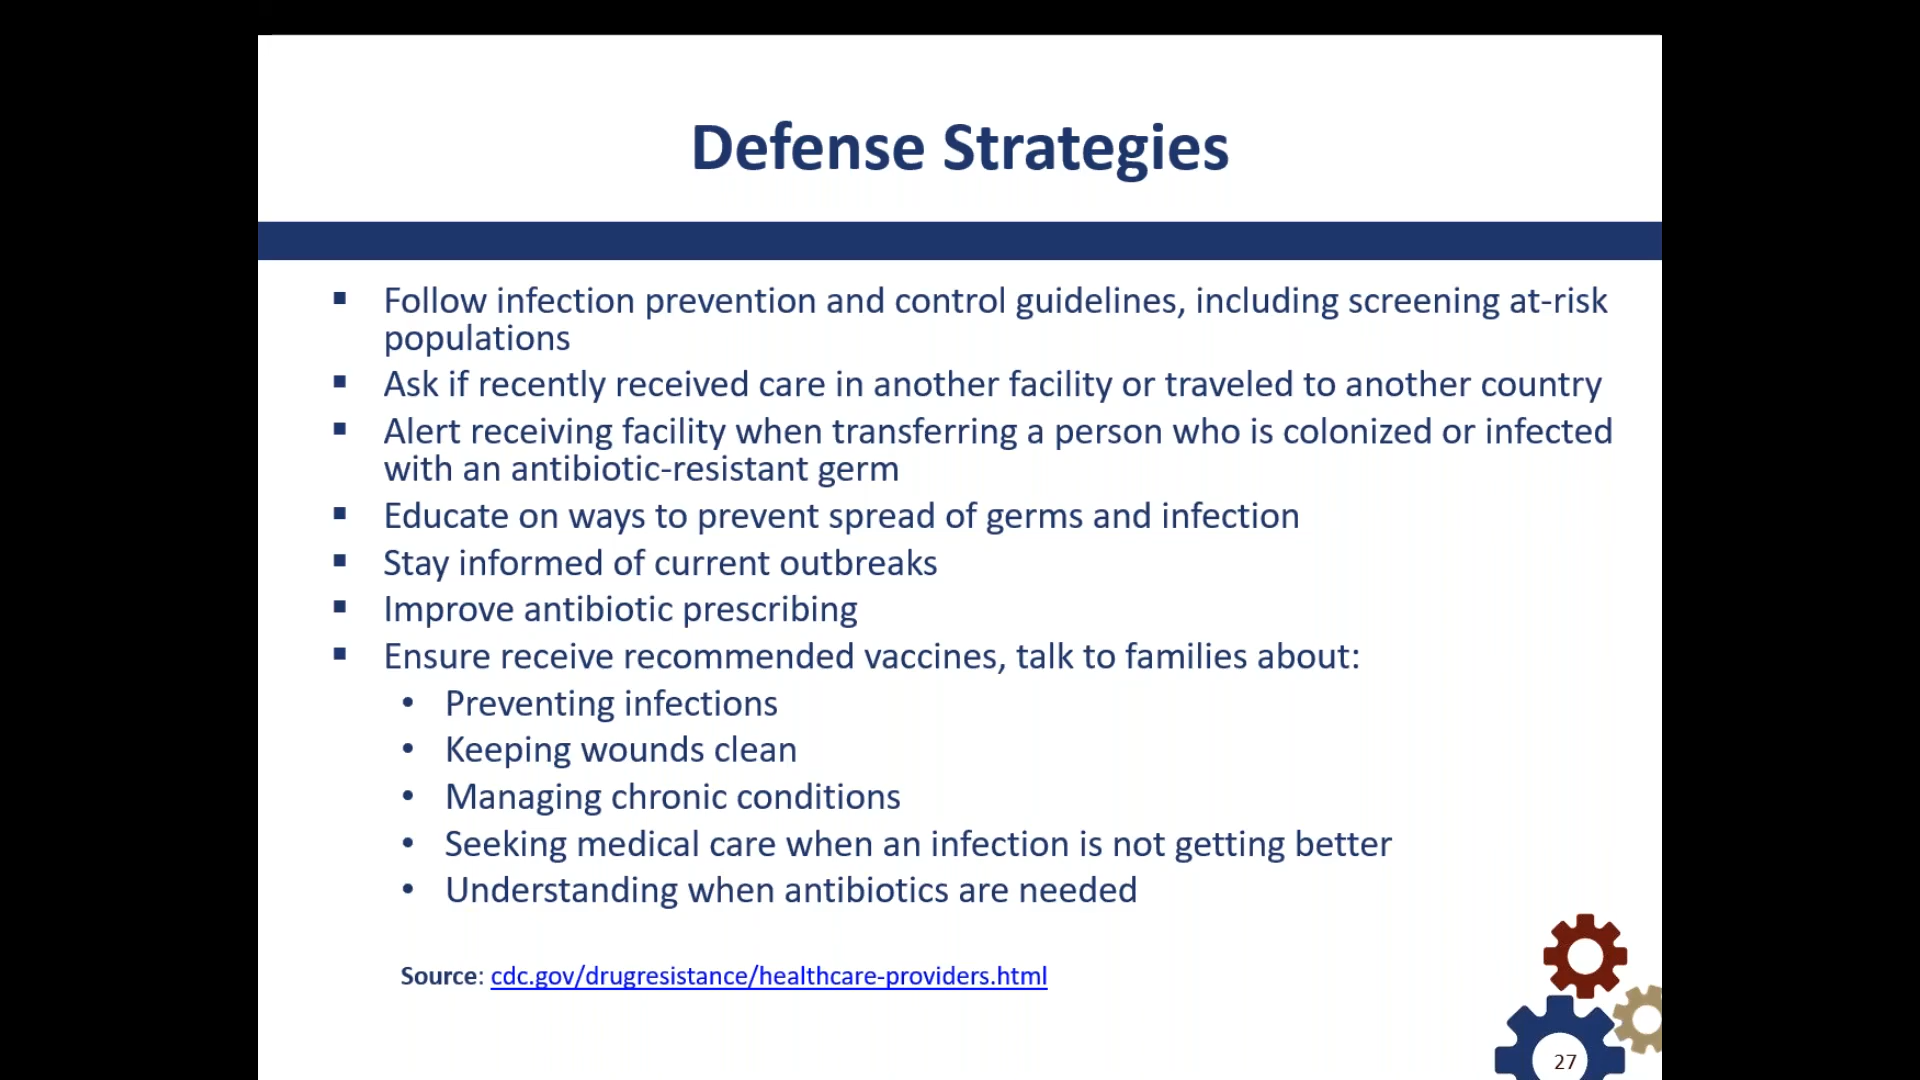 Defense Strategies
▪ Follow infection prevention and control guidelines, including screening at-risk
populations
▪ Ask if recently received care in another facility or traveled to another country
▪ Alert receiving facility when transferring a person who is colonized or infected
with an antibiotic-resistant germ
▪ Educate on ways to prevent spread of germs and infection
▪ Stay informed of current outbreaks
▪ Improve antibiotic prescribing
▪ Ensure receive recommended vaccines, talk to families about:
• Preventing infections
• Keeping wounds clean
• Managing chronic conditions
• Seeking medical care when an infection is not getting better
• Understanding when antibiotics are needed
Source: cdc.gov/drugresistance/healthcare-providers.html
27